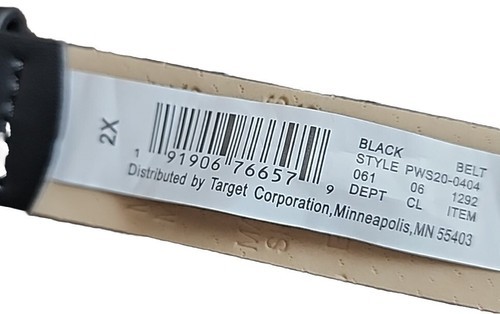 2X
1 91906 76657 9
Distributed by Target Corporation, Minneapolis, MN 55403
BLACK BELT
STYLE PWS20-0404
061 06 1292
DEPT CL ITEM